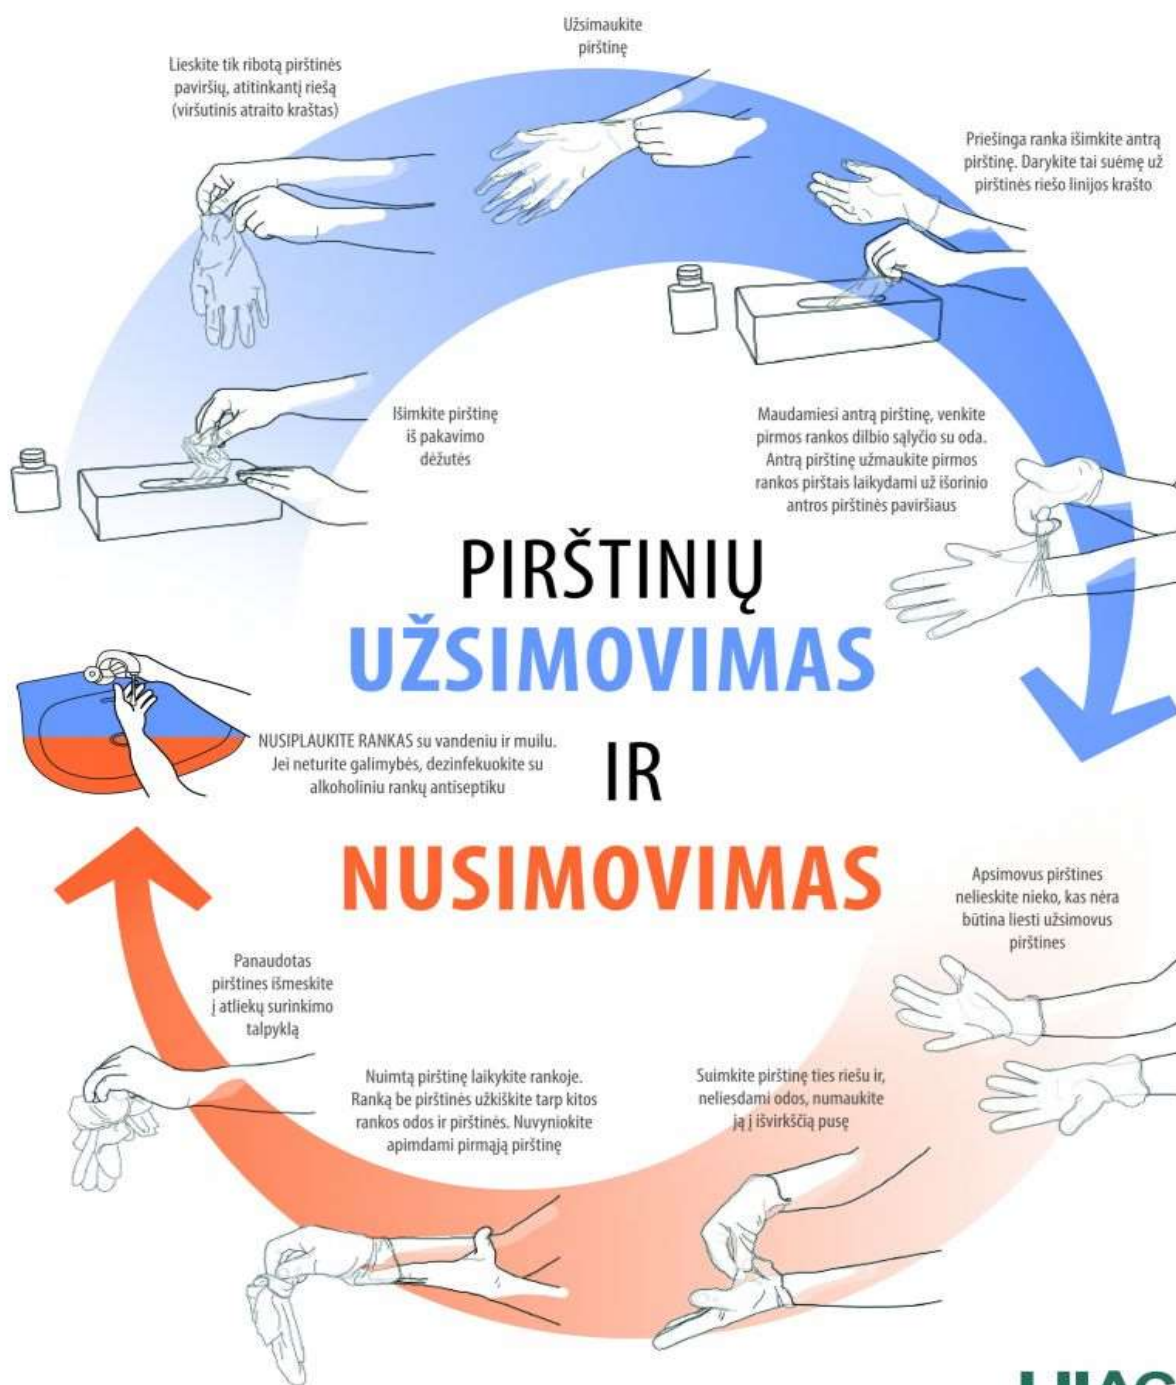 Užsimaukite
pirštinę
Lieskite tik ribotą pirštinės
paviršių, atitinkantį riešą
(viršutinis atraito kraštas)
Priešinga ranka išimkite antrą
pirštinę. Darykite tai suėmę už
pirštinės riešo linijos krašto
Išimkite pirštinę
iš pakavimo
dėžutės
Maudamiesi antrą pirštinę, venkite
pirmos rankos dilbio sąlyčio su oda.
Antrą pirštinę užmaukite pirmos
rankos pirštais laikydami už išorinio
antros pirštinės paviršiaus
PIRŠTINIŲ
UŽSIMOVIMAS
IR
NUSIMOVIMAS
NUSIPLAUKITE RANKAS su vandeniu ir muilu.
Jei neturite galimybės, dezinfekuokite su
alkoholiniu rankų antiseptiku
Apsimovus pirštines
nelieskite nieko, kas nėra
būtina liesti užsimovus
pirštines
Panaudotas
pirštines išmeskite
į atliekų surinkimo
talpyklą
Nuimtą pirštinę laikykite rankoje.
Ranką be pirštinės užkiškite tarp kitos
rankos odos ir pirštinės. Nuvyniokite
apimdami pirmąją pirštinę
Suimkite pirštinę ties riešu ir,
neliesdami odos, numaukite
ją į išvirkščią pusę